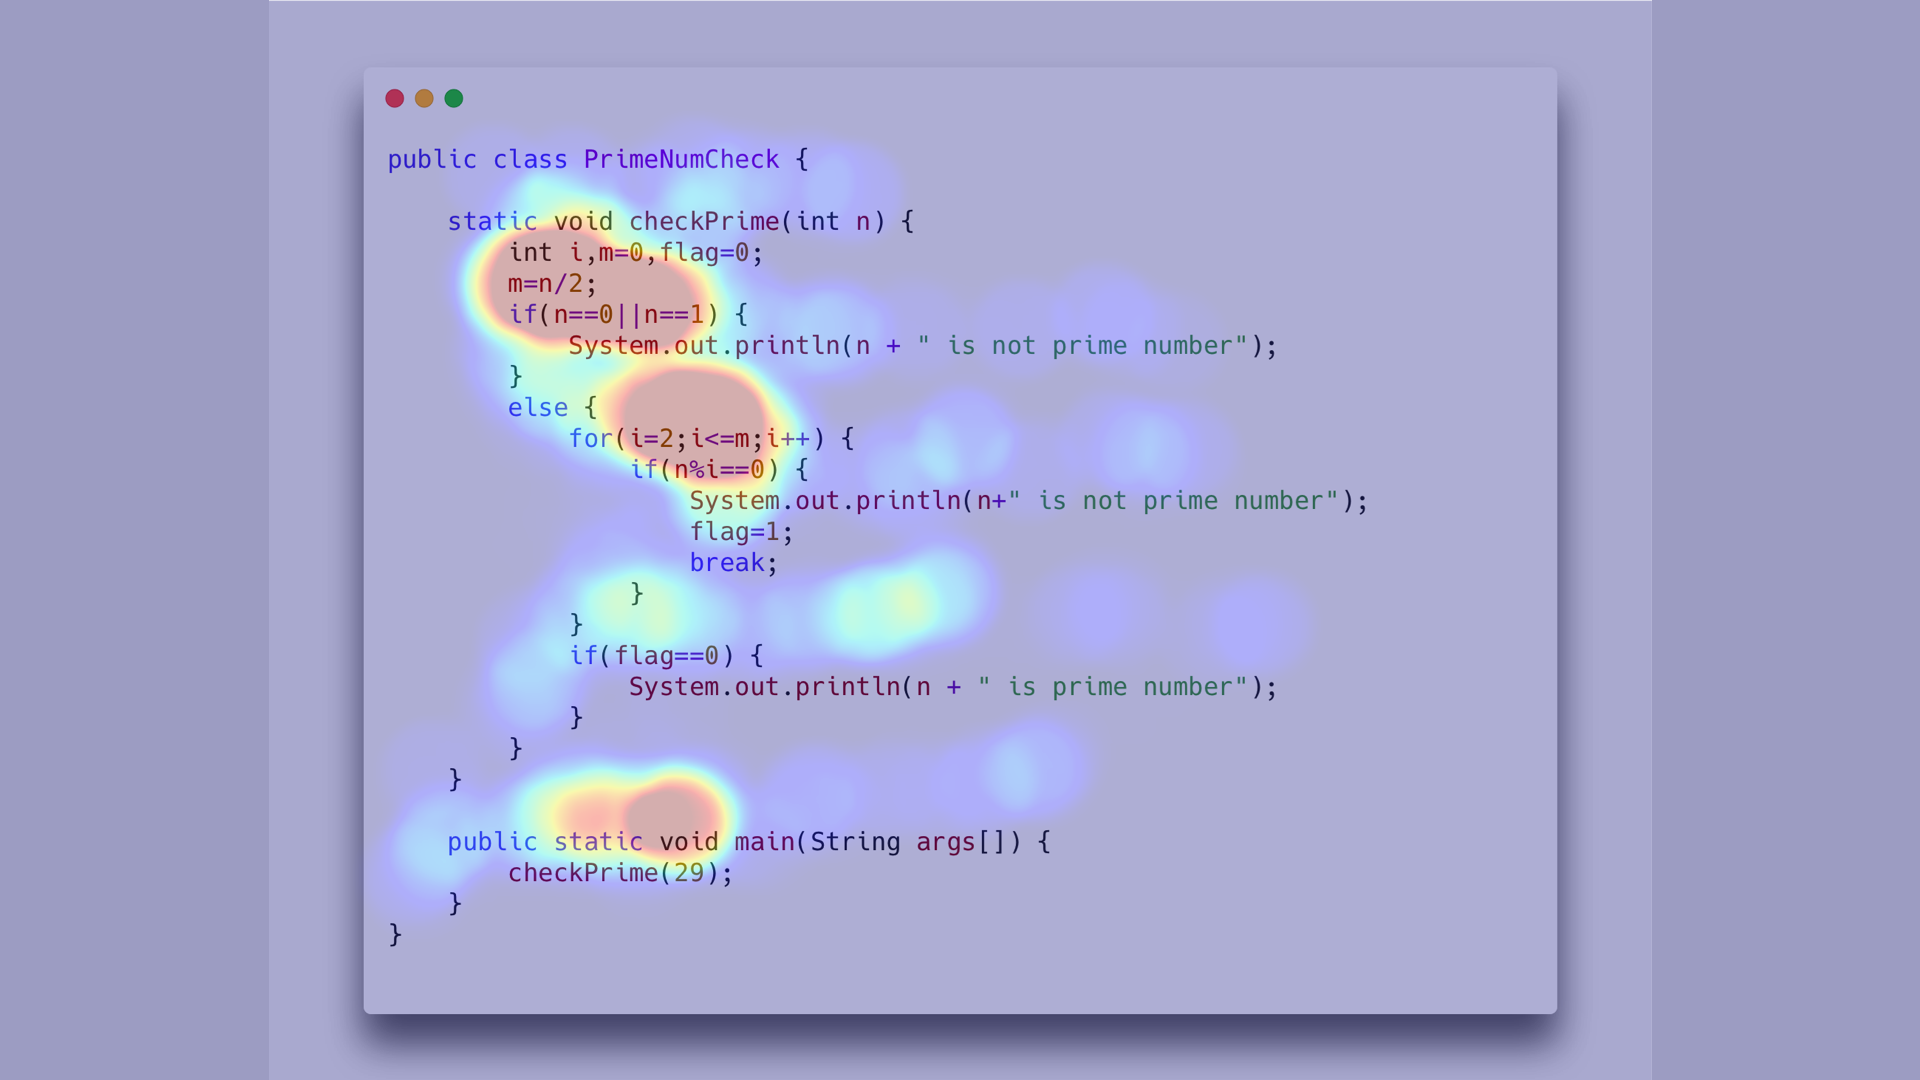 public class PrimeNumCheck {
static void checkPrime(int n) {
int i,m=0,flag=0;
m=n/2;
if(n==0||n==1) {
System.out.println(n + " is not prime number");
}
else {
for(i=2;i<=m;i++) {
if(n%i==0) {
System.out.println(n+" is not prime number");
flag=1;
break;
}
}
if(flag==0) {
System.out.println(n + " is prime number");
}
}
}
public static void main(String args[]) {
checkPrime(29);
}
}